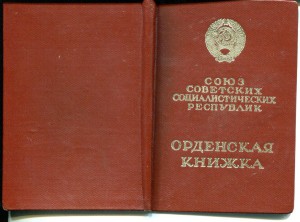 СОЮЗ
СОВЕТСКИХ
СОЦИАЛИСТИЧЕСКИХ
РЕСПУБЛИК
ОРДЕНСКАЯ
КНИЖКА